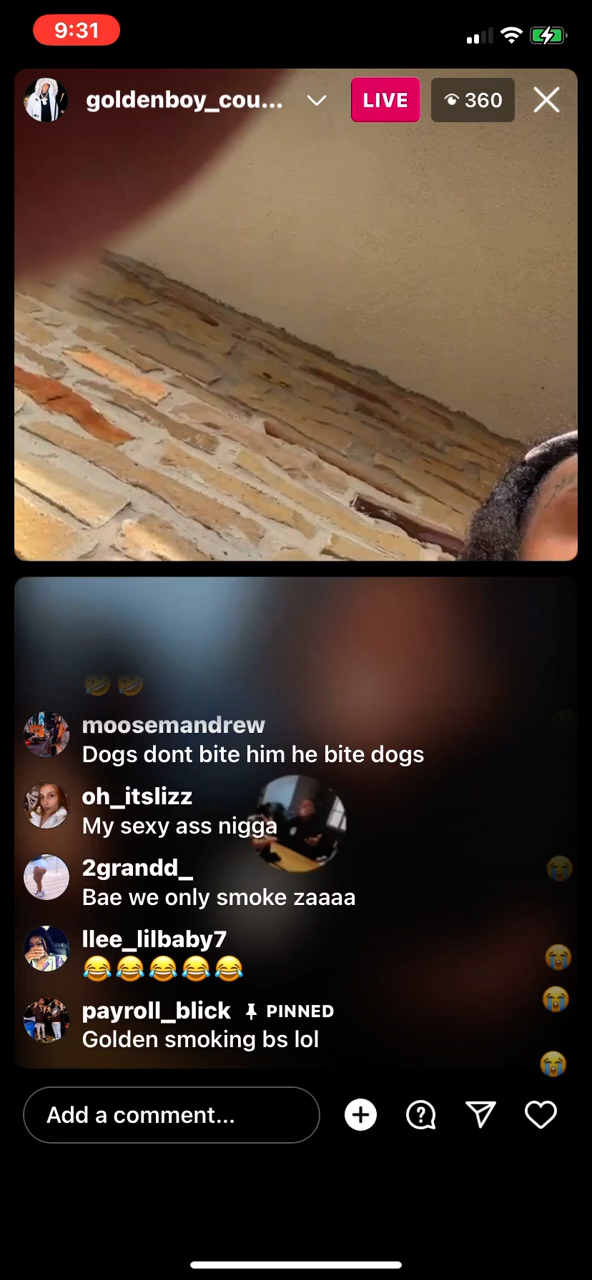 9:31
goldenboy_cou...
LIVE
360
moosemandrew
Dogs dont bite him he bite dogs
oh_itslizz
My sexy ass nigga
2grandd_
Bae we only smoke zaaaa
llee_lilbaby7
😂😂😂😂😂
payroll_blick PINNED
Golden smoking bs lol
Add a comment...